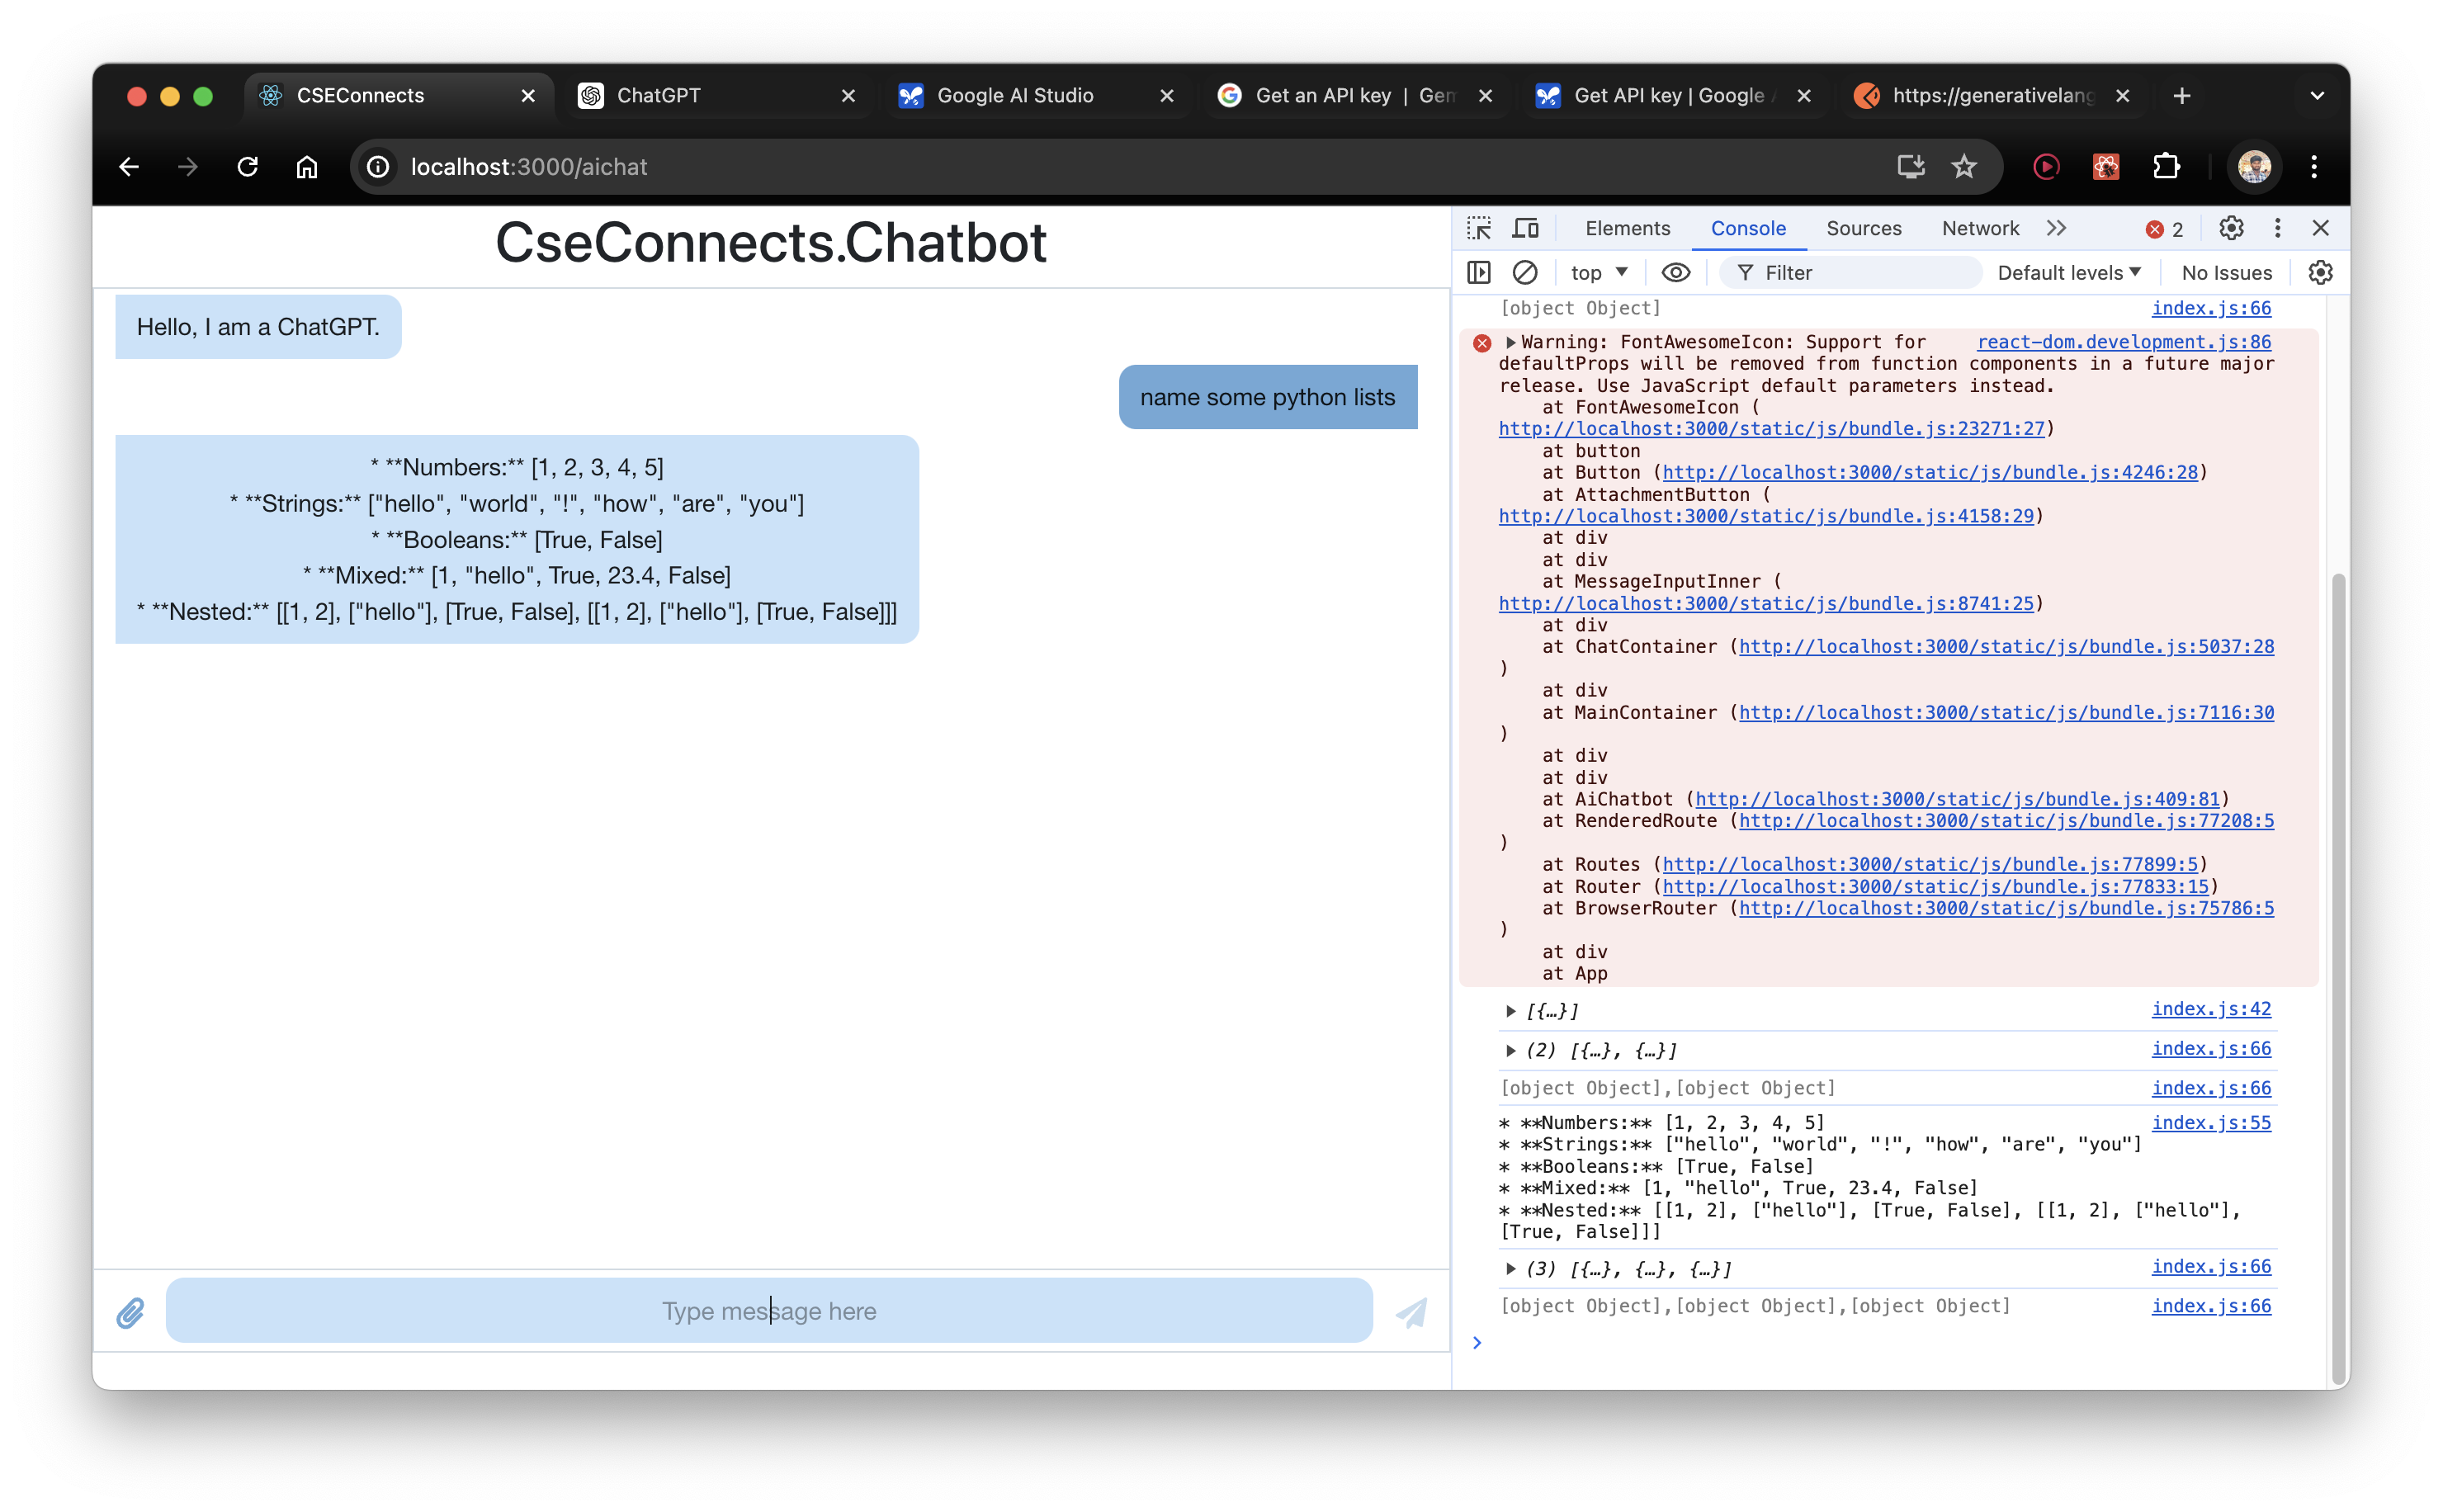 CSEConnects
ChatGPT
Google AI Studio
Get an API key | Gem
Get API key | Google
https://generativelang
localhost:3000/aichat
CseConnects.Chatbot
Hello, I am a ChatGPT.
name some python lists
* **Numbers:** [1, 2, 3, 4, 5]
* **Strings:** ["hello", "world", "!", "how", "are", "you"]
* **Booleans:** [True, False]
* **Mixed:** [1, "hello", True, 23.4, False]
* **Nested:** [[1, 2], ["hello"], [True, False], [[1, 2], ["hello"], [True, False]]]
Type message here
Elements Console Sources Network 2
top Filter Default levels No Issues
[object Object] index.js:66
Warning: FontAwesomeIcon: Support for react-dom.development.js:86
defaultProps will be removed from function components in a future major
release. Use JavaScript default parameters instead.
at FontAwesomeIcon (
http://localhost:3000/static/js/bundle.js:23271:27)
at button
at Button (http://localhost:3000/static/js/bundle.js:4246:28)
at AttachmentButton (
http://localhost:3000/static/js/bundle.js:4158:29)
at div
at div
at MessageInputInner (
http://localhost:3000/static/js/bundle.js:8741:25)
at div
at ChatContainer (http://localhost:3000/static/js/bundle.js:5037:28
)
at div
at MainContainer (http://localhost:3000/static/js/bundle.js:7116:30
)
at div
at div
at AiChatbot (http://localhost:3000/static/js/bundle.js:409:81)
at RenderedRoute (http://localhost:3000/static/js/bundle.js:77208:5
)
at Routes (http://localhost:3000/static/js/bundle.js:77899:5)
at Router (http://localhost:3000/static/js/bundle.js:77833:15)
at BrowserRouter (http://localhost:3000/static/js/bundle.js:75786:5
)
at div
at App
[{…}] index.js:42
(2) [{…}, {…}] index.js:66
[object Object],[object Object] index.js:66
* **Numbers:** [1, 2, 3, 4, 5] index.js:55
* **Strings:** ["hello", "world", "!", "how", "are", "you"]
* **Booleans:** [True, False]
* **Mixed:** [1, "hello", True, 23.4, False]
* **Nested:** [[1, 2], ["hello"], [True, False], [[1, 2], ["hello"],
[True, False]]]
(3) [{…}, {…}, {…}] index.js:66
[object Object],[object Object],[object Object] index.js:66